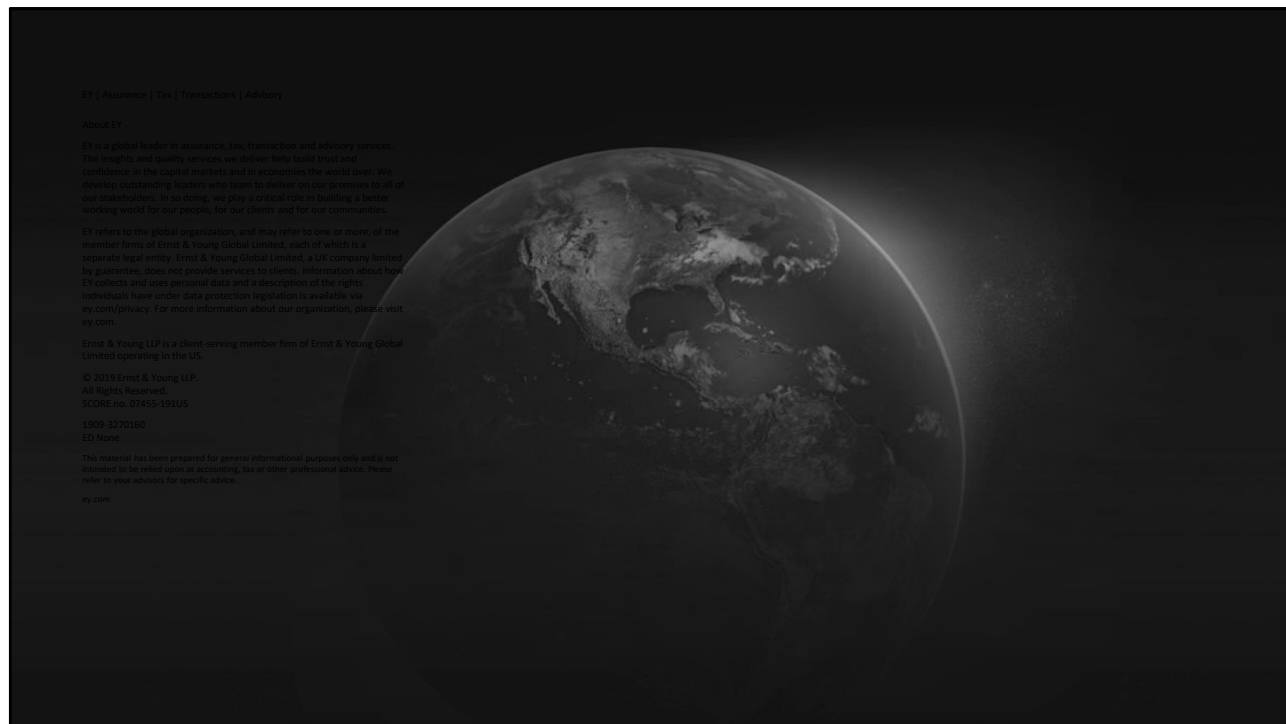 EY | Assurance | Tax | Transactions | Advisory
About EY
EY is a global leader in assurance, tax, transaction and advisory services.
The insights and quality services we deliver help build trust and
confidence in the capital markets and in economies the world over. We
develop outstanding leaders who team to deliver on our promises to all of
our stakeholders. In so doing, we play a critical role in building a better
working world for our people, for our clients and for our communities.
EY refers to the global organization, and may refer to one or more, of the
member firms of Ernst & Young Global Limited, each of which is a
separate legal entity. Ernst & Young Global Limited, a UK company limited
by guarantee, does not provide services to clients. Information about how
EY collects and uses personal data and a description of the rights
individuals have under data protection legislation is available via
ey.com/privacy. For more information about our organization, please visit
ey.com.
Ernst & Young LLP is a client-serving member firm of Ernst & Young Global
Limited operating in the US.
© 2019 Ernst & Young LLP.
All Rights Reserved.
SCORE no. 07455-191US
1909-3270160
ED None
This material has been prepared for general informational purposes only and is not
intended to be relied upon as accounting, tax or other professional advice. Please
refer to your advisors for specific advice.
ey.com